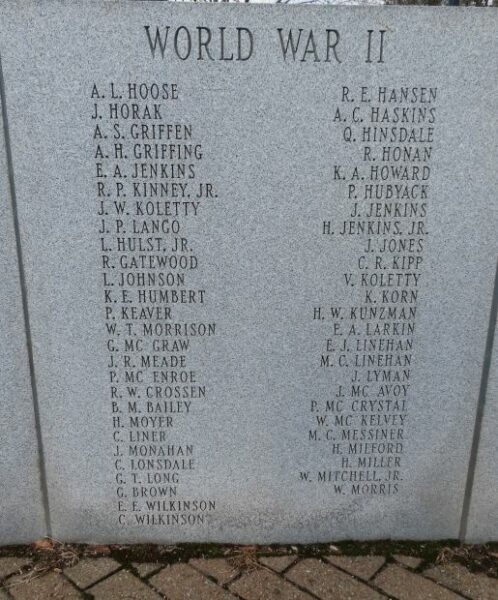 WORLD WAR II
A. L. HOOSE
J. HORAK
A. S. GRIFFEN
A. H. GRIFFING
E. A. JENKINS
R. P. KINNEY, JR.
J. W. KOLETTY
J. P. LANGO
L. HULST, JR.
R. GATEWOOD
L. JOHNSON
K. E. HUMBERT
P. KEAVER
W. T. MORRISON
G. MC GRAW
J. R. MEADE
P. MC ENROE
R. W. CROSSEN
B. M. BAILEY
H. MOYER
C. LINER
J. MONAHAN
C. LONSDALE
G. T. LONG
G. BROWN
E. E. WILKINSON
C. WILKINSON
R. E. HANSEN
A. C. HASKINS
Q. HINSDALE
R. HONAN
K. A. HOWARD
P. HUBYACK
J. JENKINS
H. JENKINS, JR.
J. JONES
C. R. KIPP
V. KOLETTY
K. KORN
H. W. KUNZMAN
E. A. LARKIN
E. J. LINEHAN
M. C. LINEHAN
J. LYMAN
J. MC AVOY
P. MC CRYSTAL
W. MC KELVEY
M. C. MESSINER
H. MILFORD
H. MILLER
W. MITCHELL, JR.
W. MORRIS